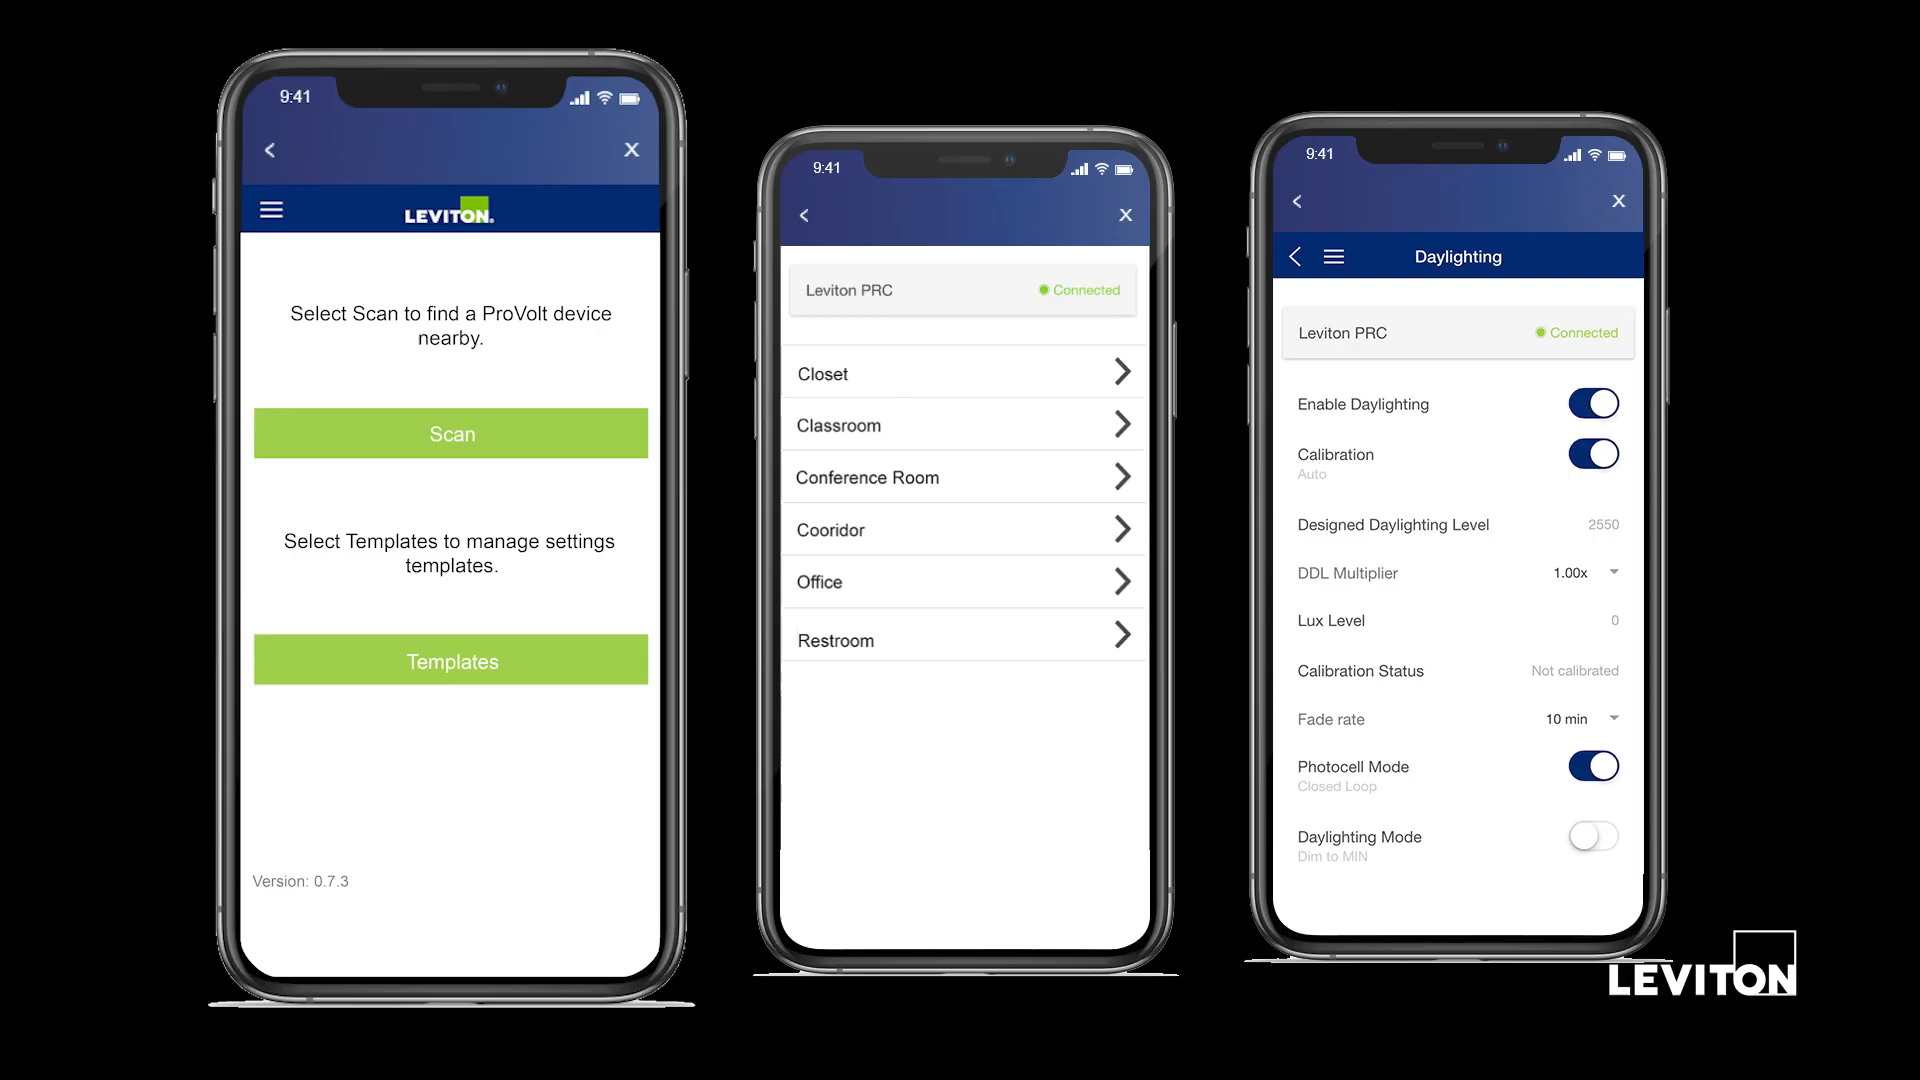 9:41
<
X
LEVITON®
Select Scan to find a ProVolt device
nearby.
Scan
Select Templates to manage settings
templates.
Templates
Version: 0.7.3
9:41
<
X
Leviton PRC
Connected
Closet
Classroom
Conference Room
Cooridor
Office
Restroom
9:41
<
X
Daylighting
Leviton PRC
Connected
Enable Daylighting
Calibration
Auto
Designed Daylighting Level 2550
DDL Multiplier 1.00x
Lux Level 0
Calibration Status Not calibrated
Fade rate 10 min
Photocell Mode
Closed Loop
Daylighting Mode
Dim to MIN
LEVITON